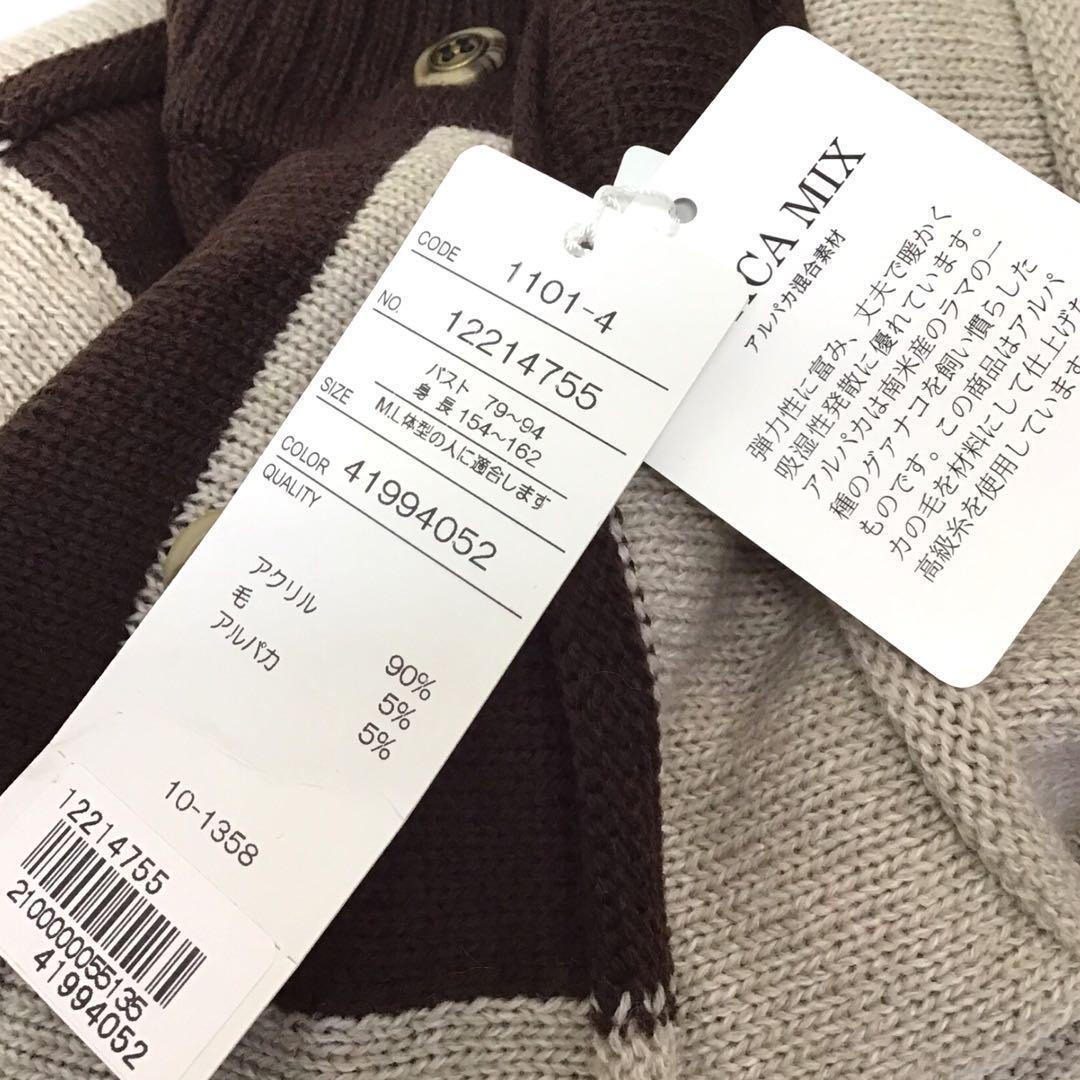 CODE 1101-4
NO. 12214755
SIZE バスト 79~94
身長 154~162
M.L体型の人に適合します
COLOR 41994052
QUALITY
アクリル 90%
毛 5%
アルパカ 5%
10-1358
12214755
2100000055135
41994052
CA MIX
アルパカ混合素材
弾力性に富み、丈夫で暖かく
吸湿性発散に優れています。
アルパカは南米産のラマの一
種のグァナコを飼い慣らした
ものです。この商品はアルパ
カの毛を材料にして仕上げた
高級糸を使用しています